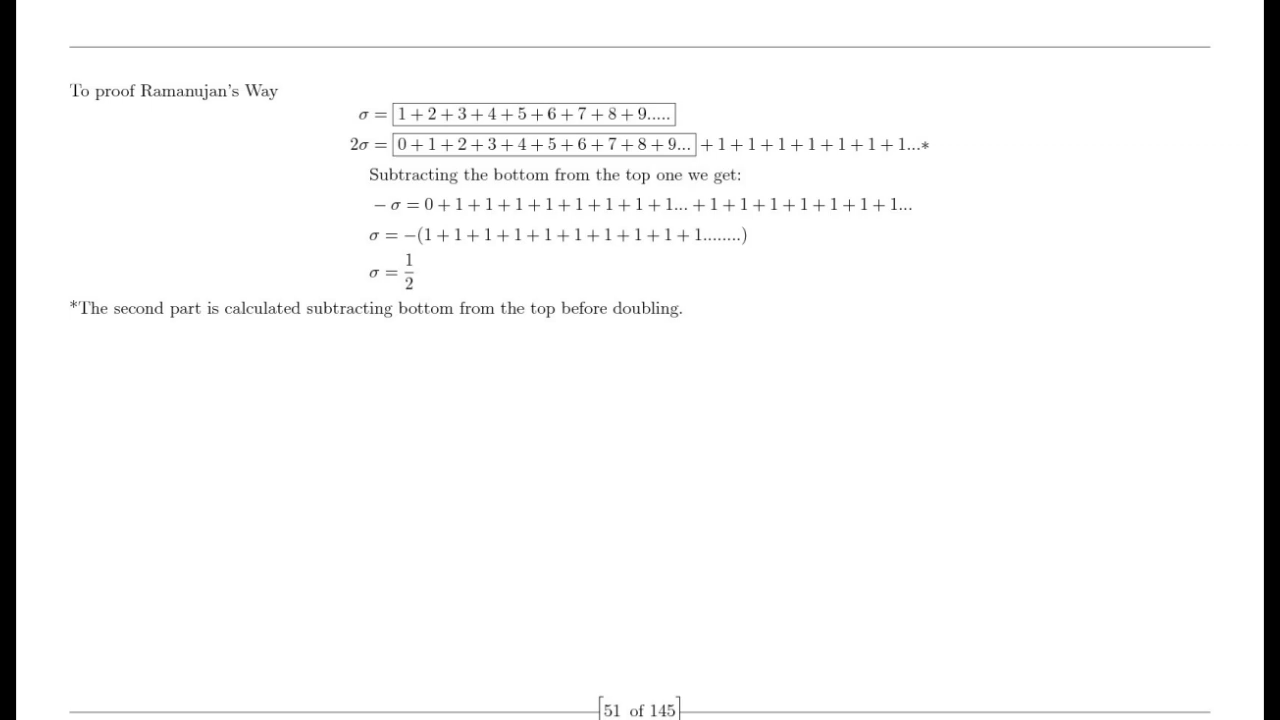 To proof Ramanujan's Way
σ = 1 + 2 + 3 + 4 + 5 + 6 + 7 + 8 + 9.....
2σ = 0 + 1 + 2 + 3 + 4 + 5 + 6 + 7 + 8 + 9... + 1 + 1 + 1 + 1 + 1 + 1 + 1...*
Subtracting the bottom from the top one we get:
− σ = 0 + 1 + 1 + 1 + 1 + 1 + 1 + 1 + 1... + 1 + 1 + 1 + 1 + 1 + 1 + 1...
σ = −(1 + 1 + 1 + 1 + 1 + 1 + 1 + 1 + 1 + 1........)
σ = 1/2
*The second part is calculated subtracting bottom from the top before doubling.
[51 of 145]